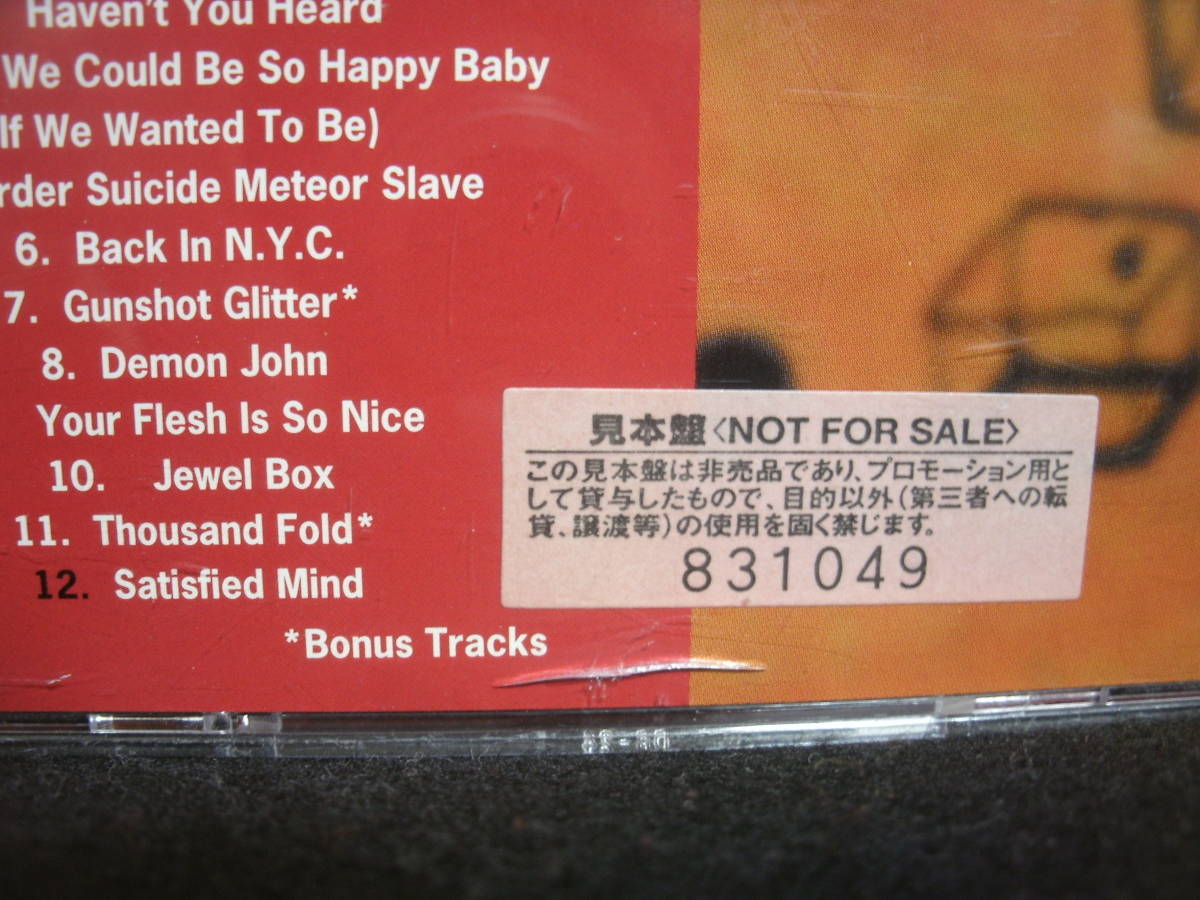 Haven't You Heard
We Could Be So Happy Baby
If We Wanted To Be)
rder Suicide Meteor Slave
6. Back In N.Y.C.
7. Gunshot Glitter*
8. Demon John
Your Flesh Is So Nice
10. Jewel Box
11. Thousand Fold*
12. Satisfied Mind
*Bonus Tracks
見本盤〈NOT FOR SALE〉
この見本盤は非売品であり、プロモーション用と
して貸与したもので、目的以外(第三者への転
貸、譲渡等)の使用を固く禁じます。
831049